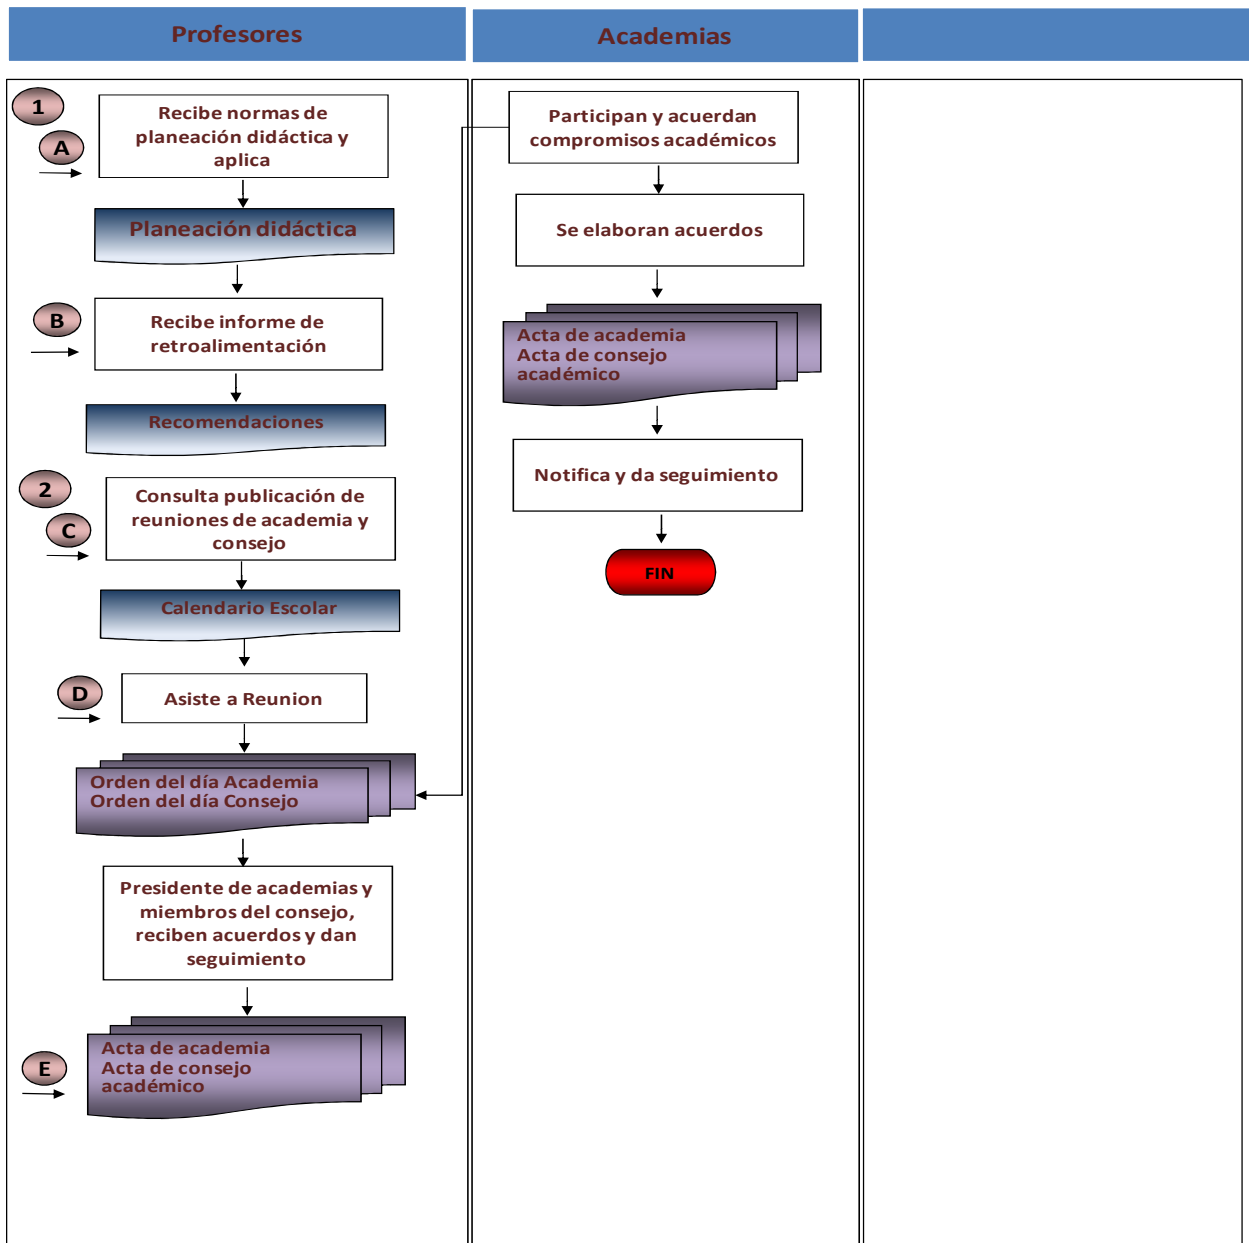 Profesores
Academias
1
A
Recibe normas de
planeación didáctica y
aplica
Planeación didáctica
B
Recibe informe de
retroalimentación
Recomendaciones
2
C
Consulta publicación de
reuniones de academia y
consejo
Calendario Escolar
D
Asiste a Reunion
Orden del día Academia
Orden del día Consejo
Presidente de academias y
miembros del consejo,
reciben acuerdos y dan
seguimiento
E
Acta de academia
Acta de consejo
académico
Participan y acuerdan
compromisos académicos
Se elaboran acuerdos
Acta de academia
Acta de consejo
académico
Notifica y da seguimiento
FIN